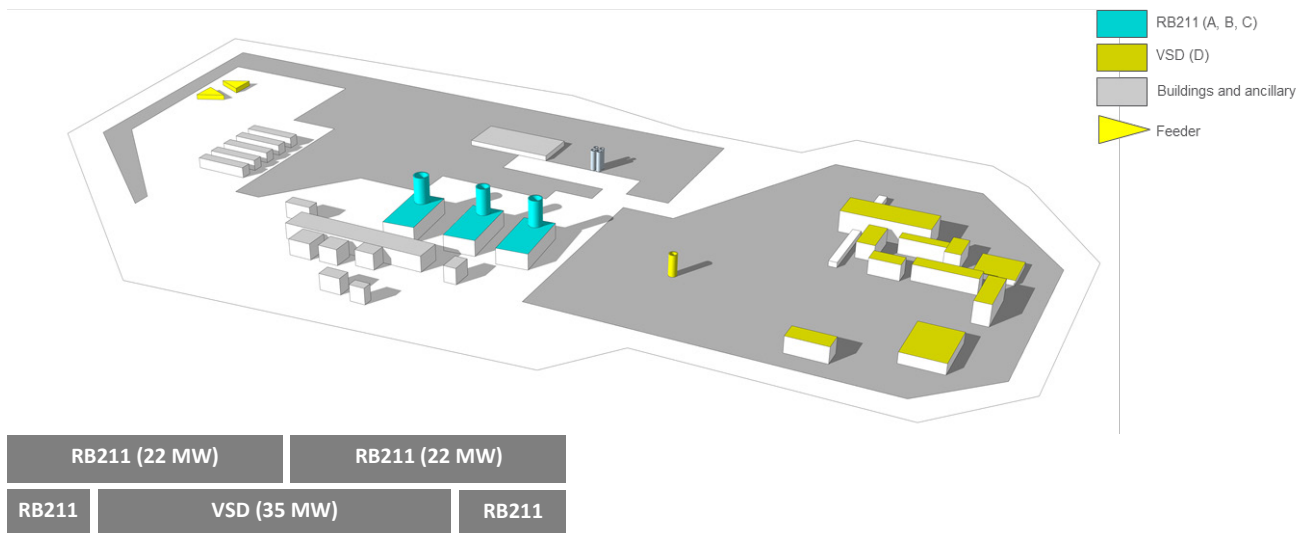 RB211 (A, B, C)
VSD (D)
Buildings and ancillary
Feeder
RB211 (22 MW) RB211 (22 MW)
RB211 VSD (35 MW) RB211